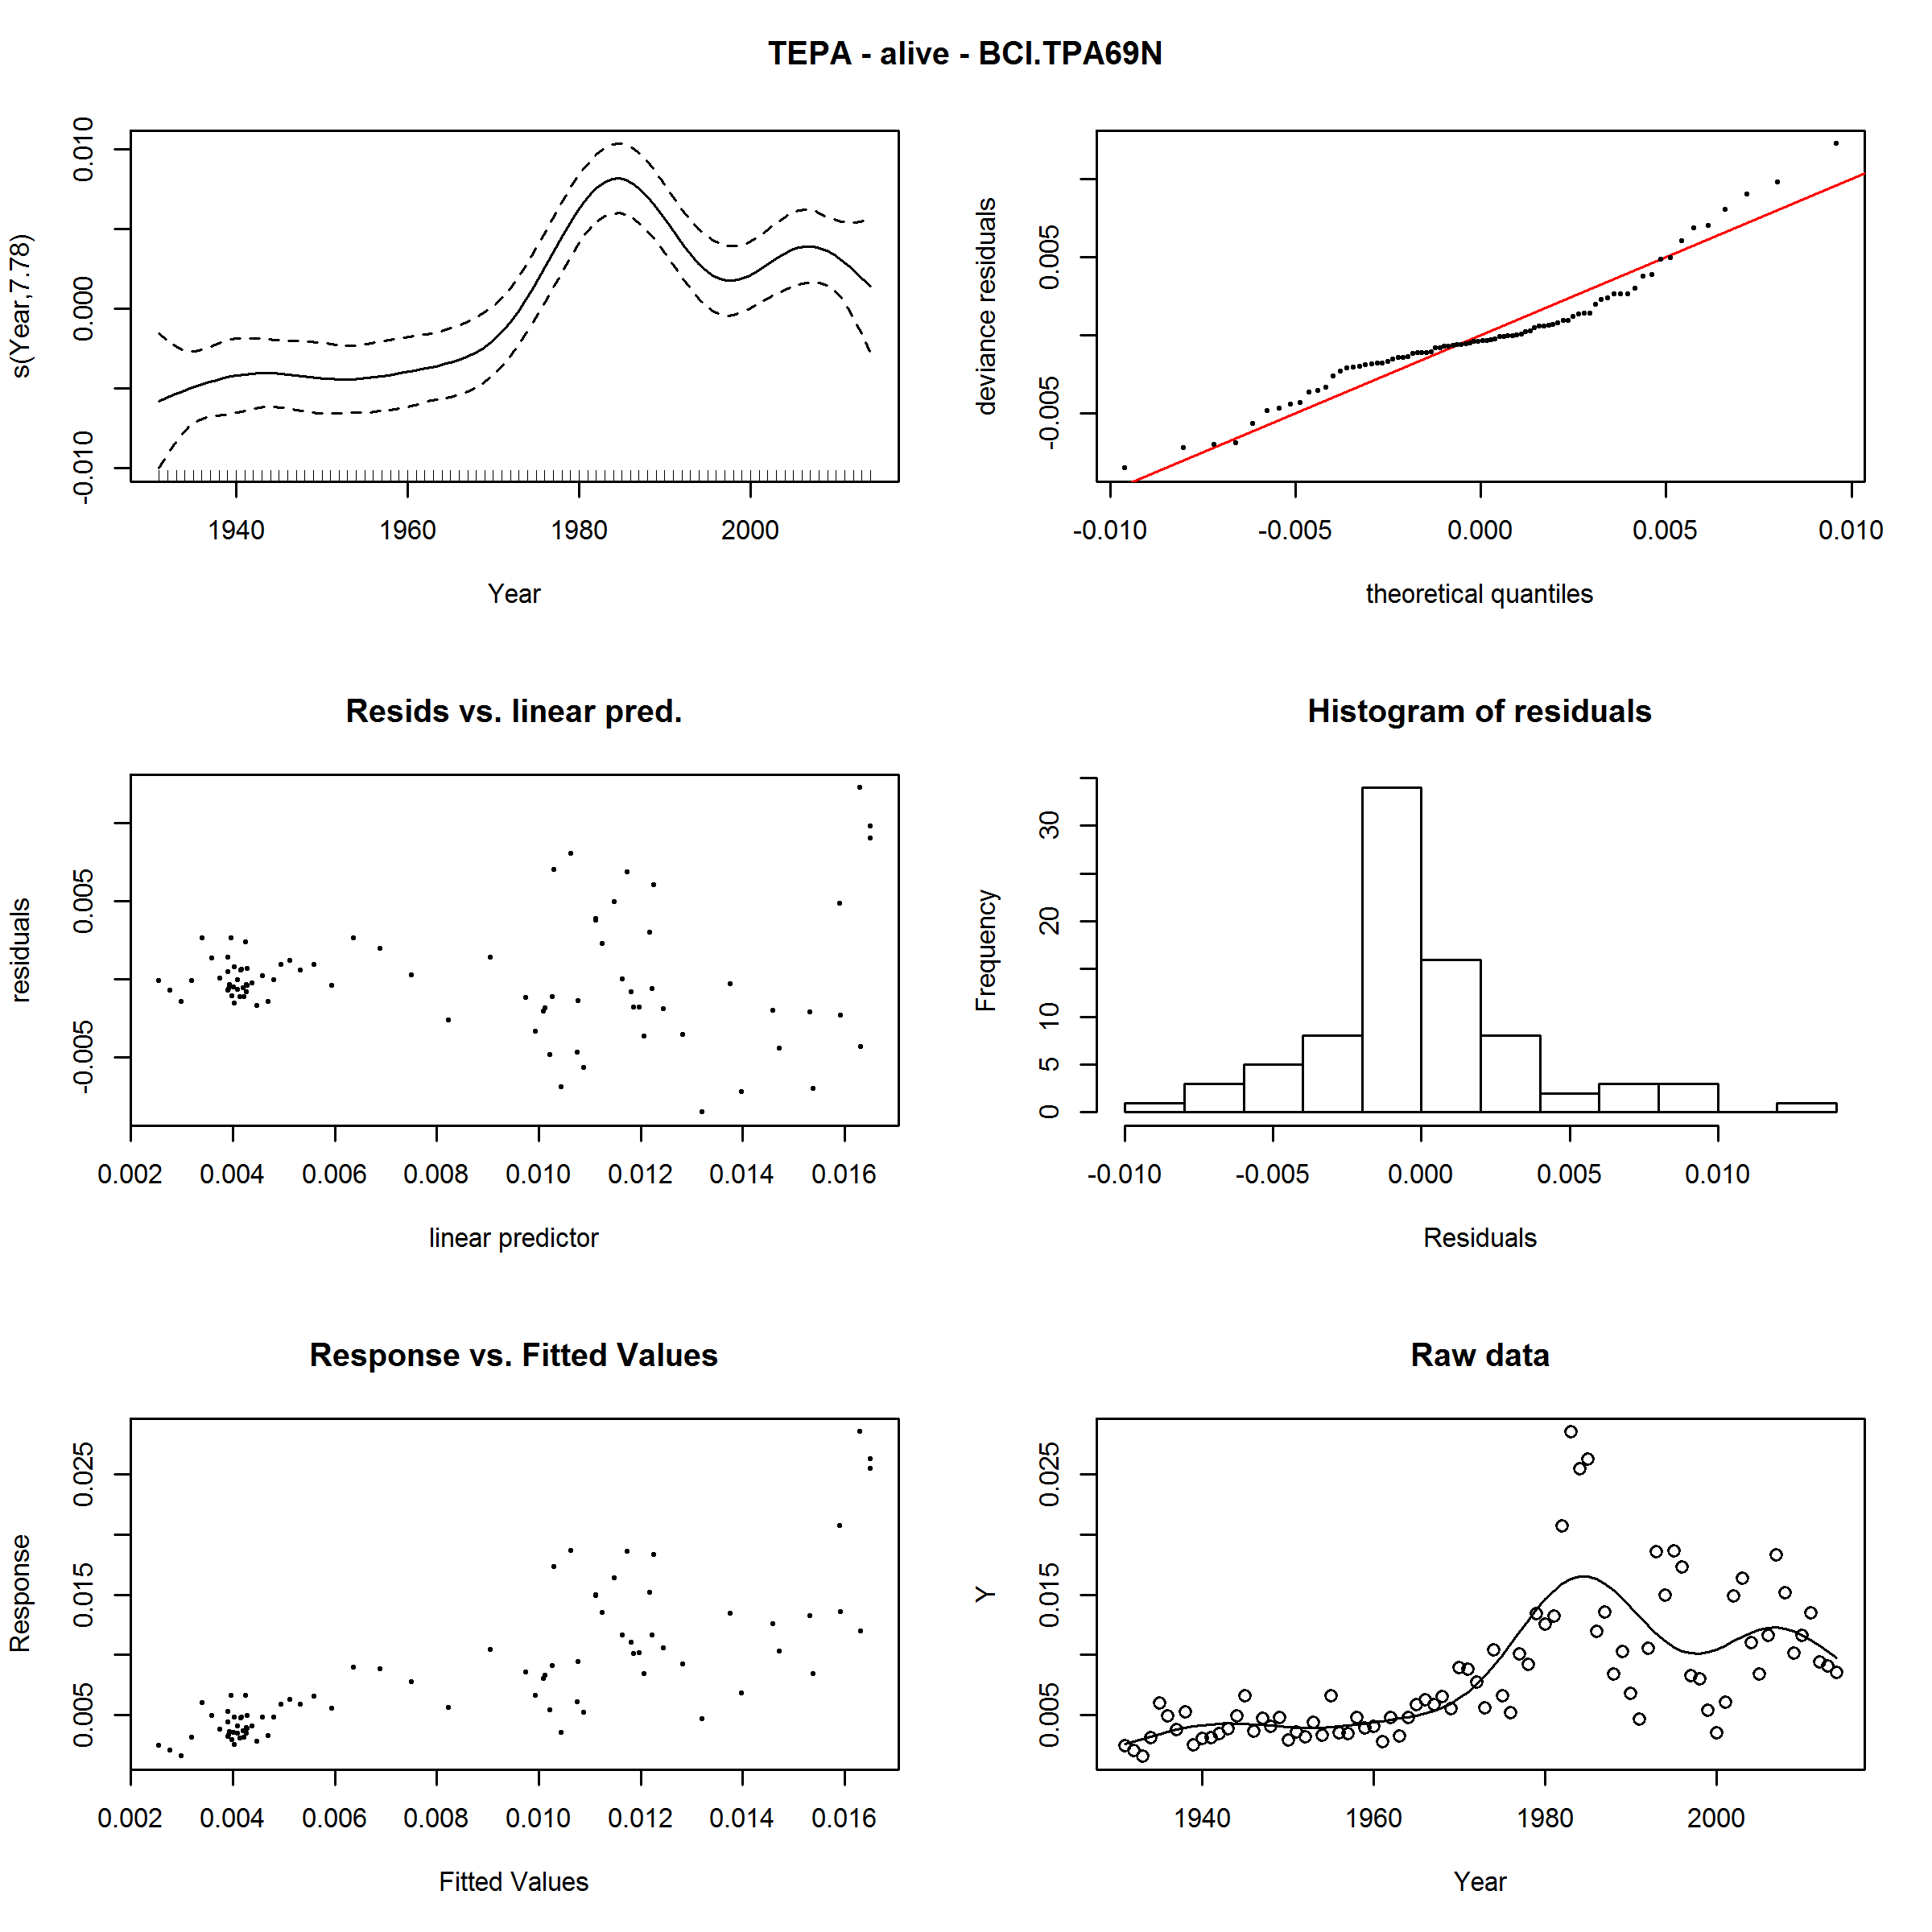 TEPA - alive - BCI.TPA69N
s(Year,7.78)
-0.010 0.000 0.010
1940 1960 1980 2000
Year
deviance residuals
-0.005 0.005
-0.010 -0.005 0.000 0.005 0.010
theoretical quantiles
Resids vs. linear pred.
residuals
-0.005 0.005
0.002 0.004 0.006 0.008 0.010 0.012 0.014 0.016
linear predictor
Histogram of residuals
Frequency
0 5 10 20 30
-0.010 -0.005 0.000 0.005 0.010
Residuals
Response vs. Fitted Values
Response
0.005 0.015 0.025
0.002 0.004 0.006 0.008 0.010 0.012 0.014 0.016
Fitted Values
Raw data
Y
0.005 0.015 0.025
1940 1960 1980 2000
Year